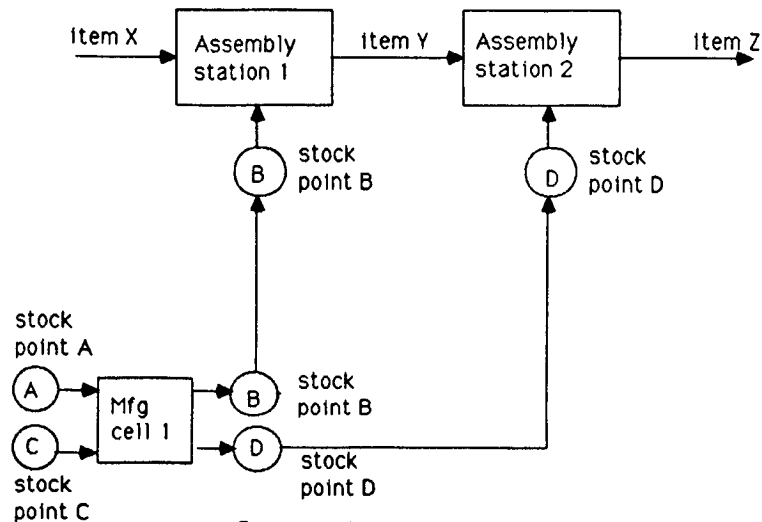 item X
Assembly
station 1
item Y
Assembly
station 2
item Z
B
stock
point B
D
stock
point D
stock
point A
A
Mfg
cell 1
B
stock
point B
C
D
stock
point D
stock
point C